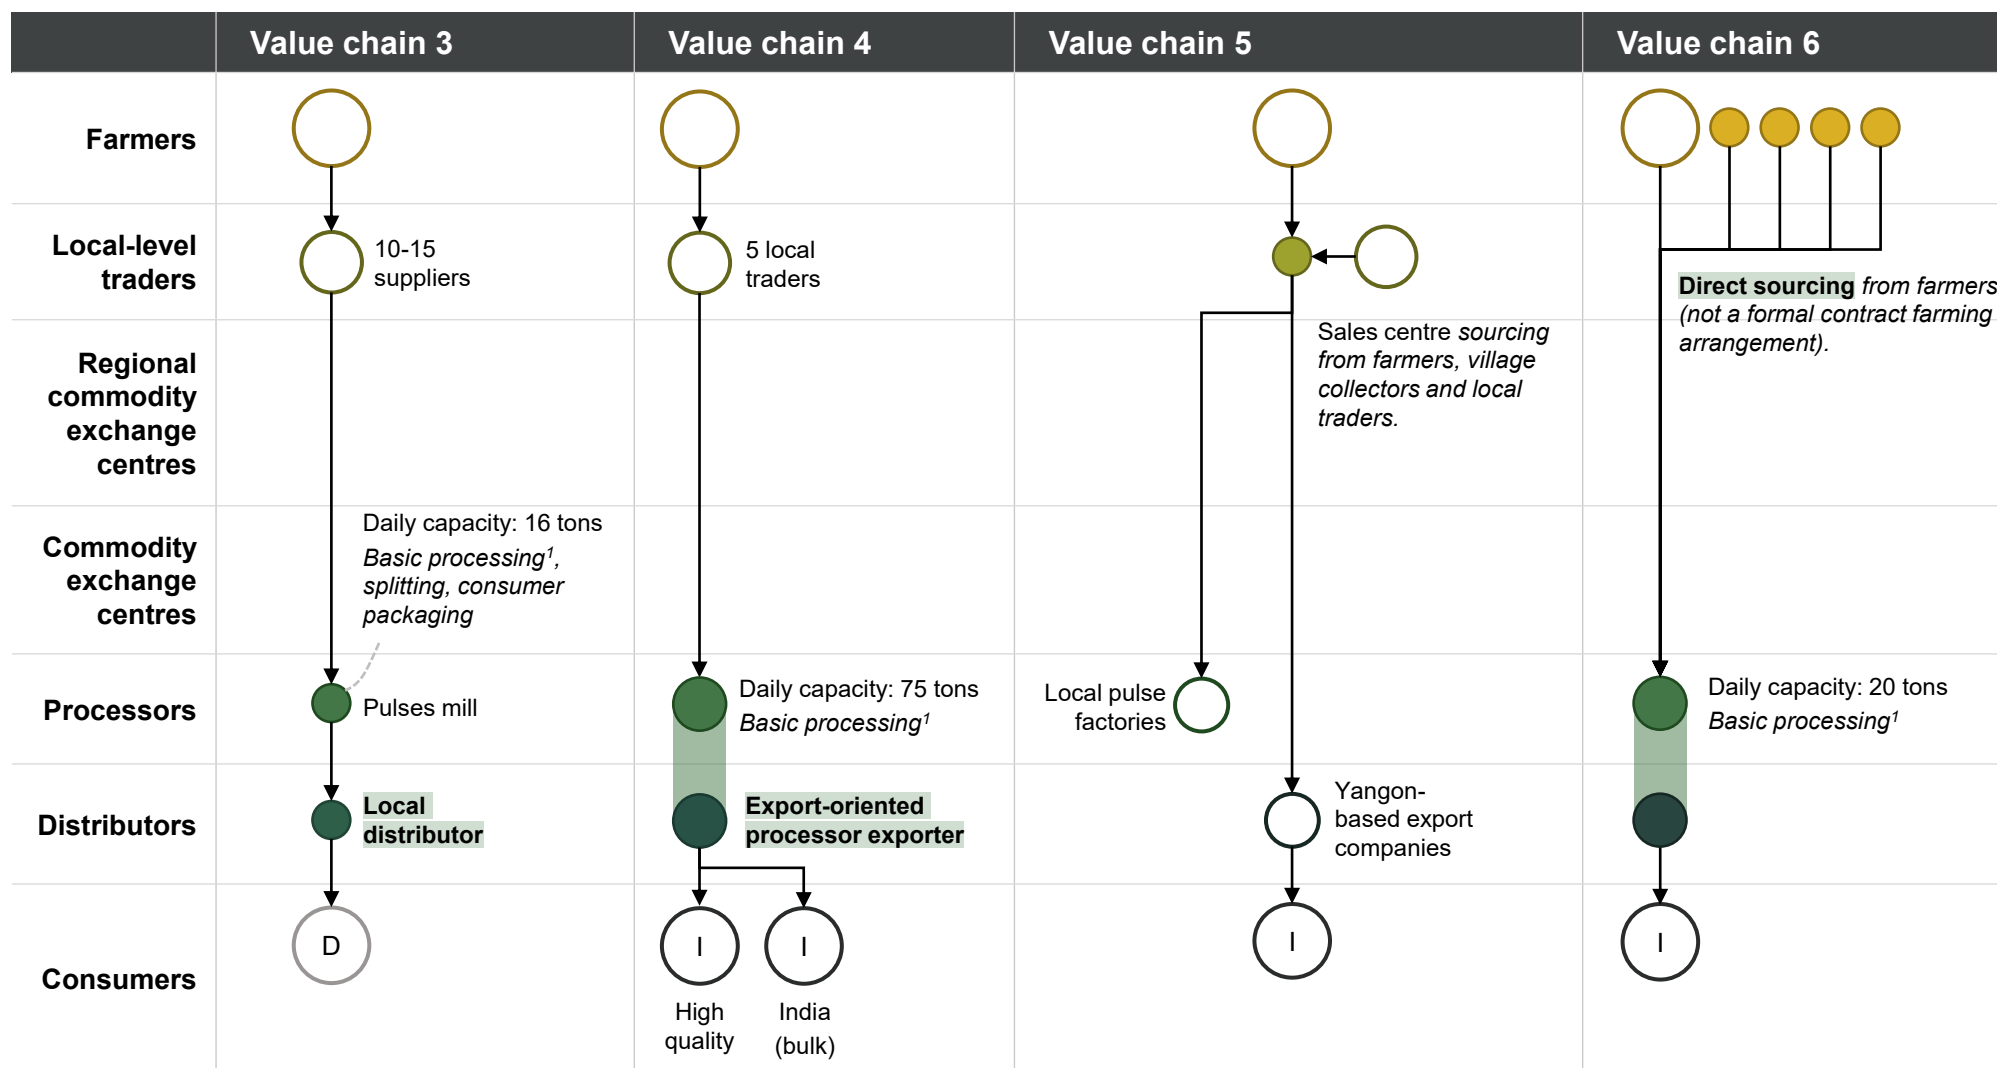 Value chain 3
Value chain 4
Value chain 5
Value chain 6
Farmers
Local-level
traders
10-15
suppliers
5 local
traders
Direct sourcing from farmers
(not a formal contract farming
arrangement).
Sales centre sourcing
from farmers, village
collectors and local
traders.
Regional
commodity
exchange
centres
Commodity
exchange
centres
Daily capacity: 16 tons
Basic processing¹,
splitting, consumer
packaging
Processors
Pulses mill
Daily capacity: 75 tons
Basic processing¹
Local pulse
factories
Daily capacity: 20 tons
Basic processing¹
Distributors
Local
distributor
Export-oriented
processor exporter
Yangon-
based export
companies
Consumers
D
I
I
I
I
High
quality
India
(bulk)